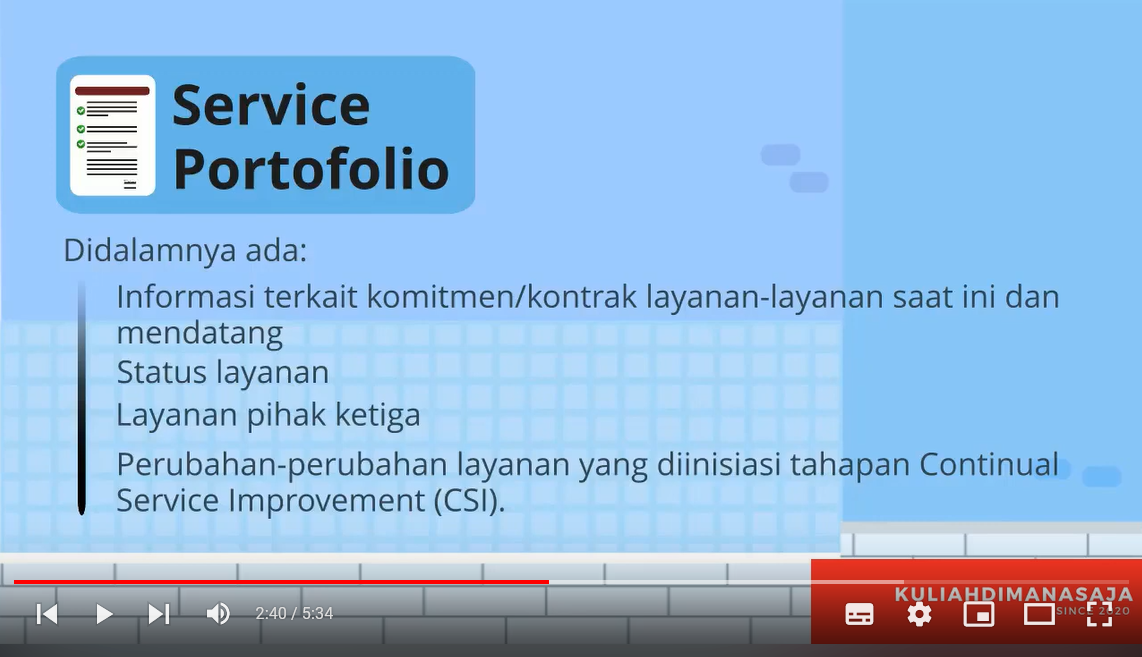 Service
Portofolio
Didalamnya ada:
Informasi terkait komitmen/kontrak layanan-layanan saat ini dan
mendatang
Status layanan
Layanan pihak ketiga
Perubahan-perubahan layanan yang diinisiasi tahapan Continual
Service Improvement (CSI).
KULIAHDIMANASAJA
SINCE 2020
2:40 / 5:34